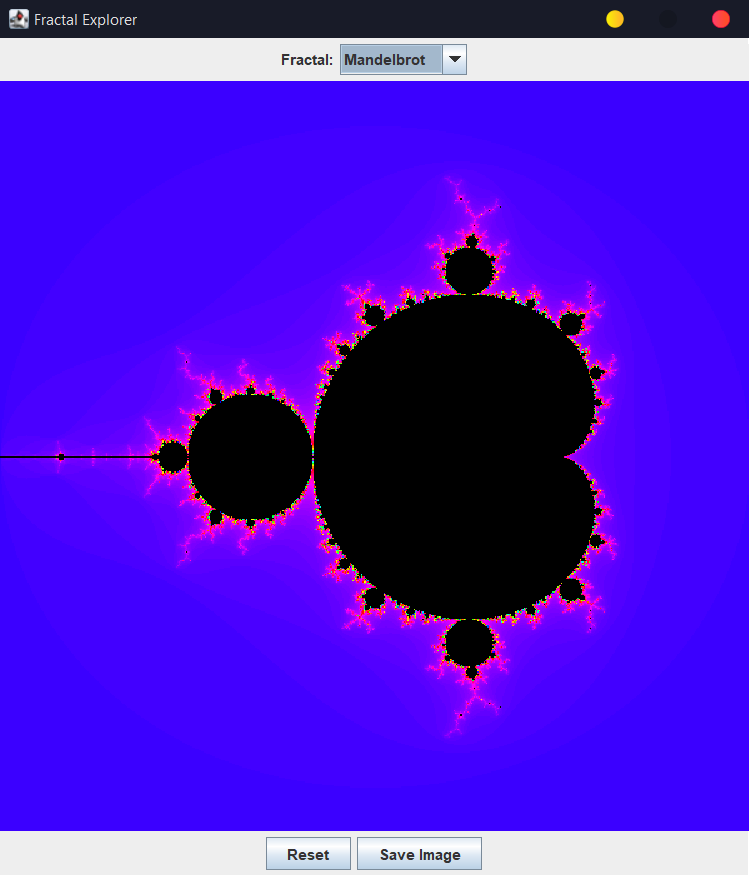 Fractal Explorer
Fractal: Mandelbrot
Reset Save Image